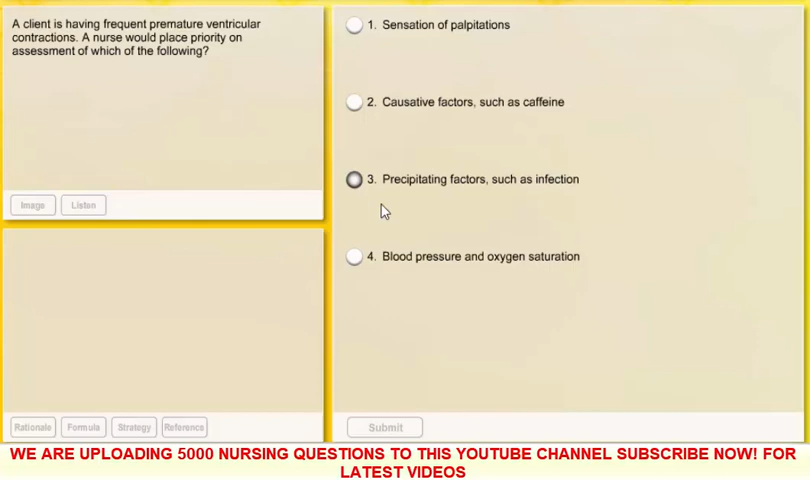 A client is having frequent premature ventricular
contractions. A nurse would place priority on
assessment of which of the following?
Image
Listen
Rationale
Formula
Strategy
Reference
1. Sensation of palpitations
2. Causative factors, such as caffeine
3. Precipitating factors, such as infection
4. Blood pressure and oxygen saturation
Submit
WE ARE UPLOADING 5000 NURSING QUESTIONS TO THIS YOUTUBE CHANNEL SUBSCRIBE NOW! FOR
LATEST VIDEOS